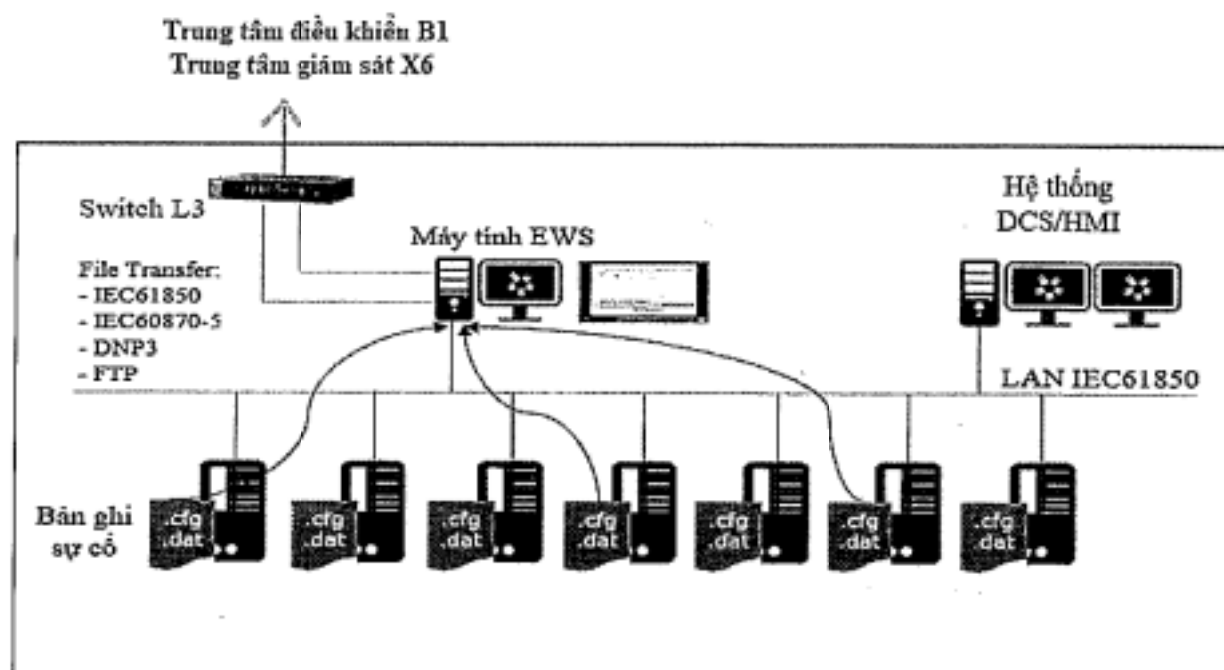 Trung tâm điều khiển B1
Trung tâm giám sát X6
Switch L3
Máy tính EWS
Hệ thống
DCS/HMI
File Transfer:
- IEC61850
- IEC60870-5
- DNP3
- FTP
LAN IEC61850
Bản ghi
sự cố
.cfg
.dat
.cfg
.dat
.cfg
.dat
.cfg
.dat
.cfg
.dat
.cfg
.dat
.cfg
.dat